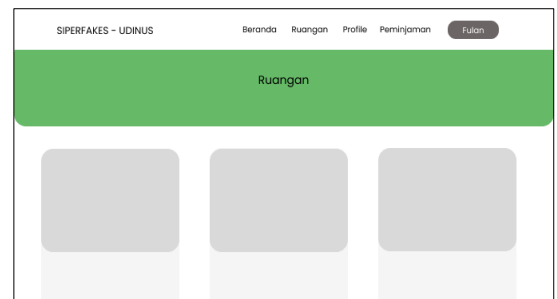 SIPERFAKES - UDINUS
Beranda Ruangan Profile Peminjaman Fulan
Ruangan